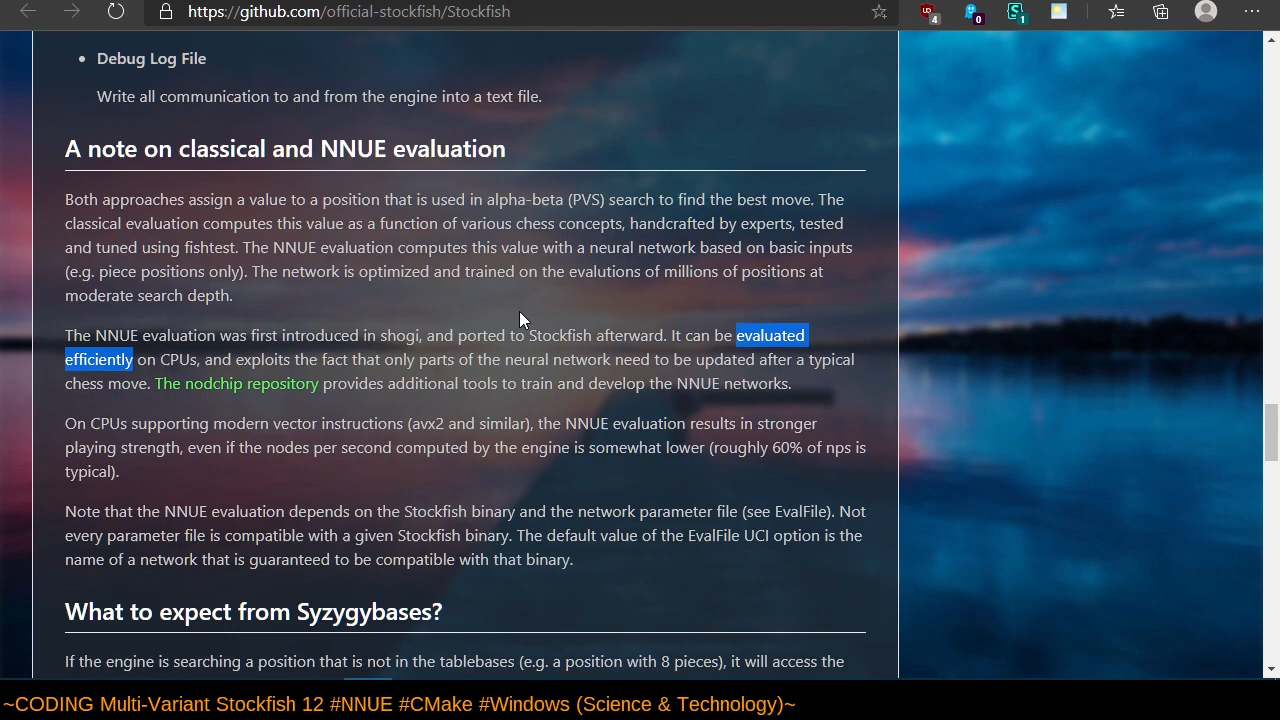 https://github.com/official-stockfish/Stockfish
4
0
1
Debug Log File
Write all communication to and from the engine into a text file.
A note on classical and NNUE evaluation
Both approaches assign a value to a position that is used in alpha-beta (PVS) search to find the best move. The
classical evaluation computes this value as a function of various chess concepts, handcrafted by experts, tested
and tuned using fishtest. The NNUE evaluation computes this value with a neural network based on basic inputs
(e.g. piece positions only). The network is optimized and trained on the evalutions of millions of positions at
moderate search depth.
The NNUE evaluation was first introduced in shogi, and ported to Stockfish afterward. It can be evaluated
efficiently on CPUs, and exploits the fact that only parts of the neural network need to be updated after a typical
chess move. The nodchip repository provides additional tools to train and develop the NNUE networks.
On CPUs supporting modern vector instructions (avx2 and similar), the NNUE evaluation results in stronger
playing strength, even if the nodes per second computed by the engine is somewhat lower (roughly 60% of nps is
typical).
Note that the NNUE evaluation depends on the Stockfish binary and the network parameter file (see EvalFile). Not
every parameter file is compatible with a given Stockfish binary. The default value of the EvalFile UCI option is the
name of a network that is guaranteed to be compatible with that binary.
What to expect from Syzygybases?
If the engine is searching a position that is not in the tablebases (e.g. a position with 8 pieces), it will access the
~CODING Multi-Variant Stockfish 12 #NNUE #CMake #Windows (Science & Technology)~